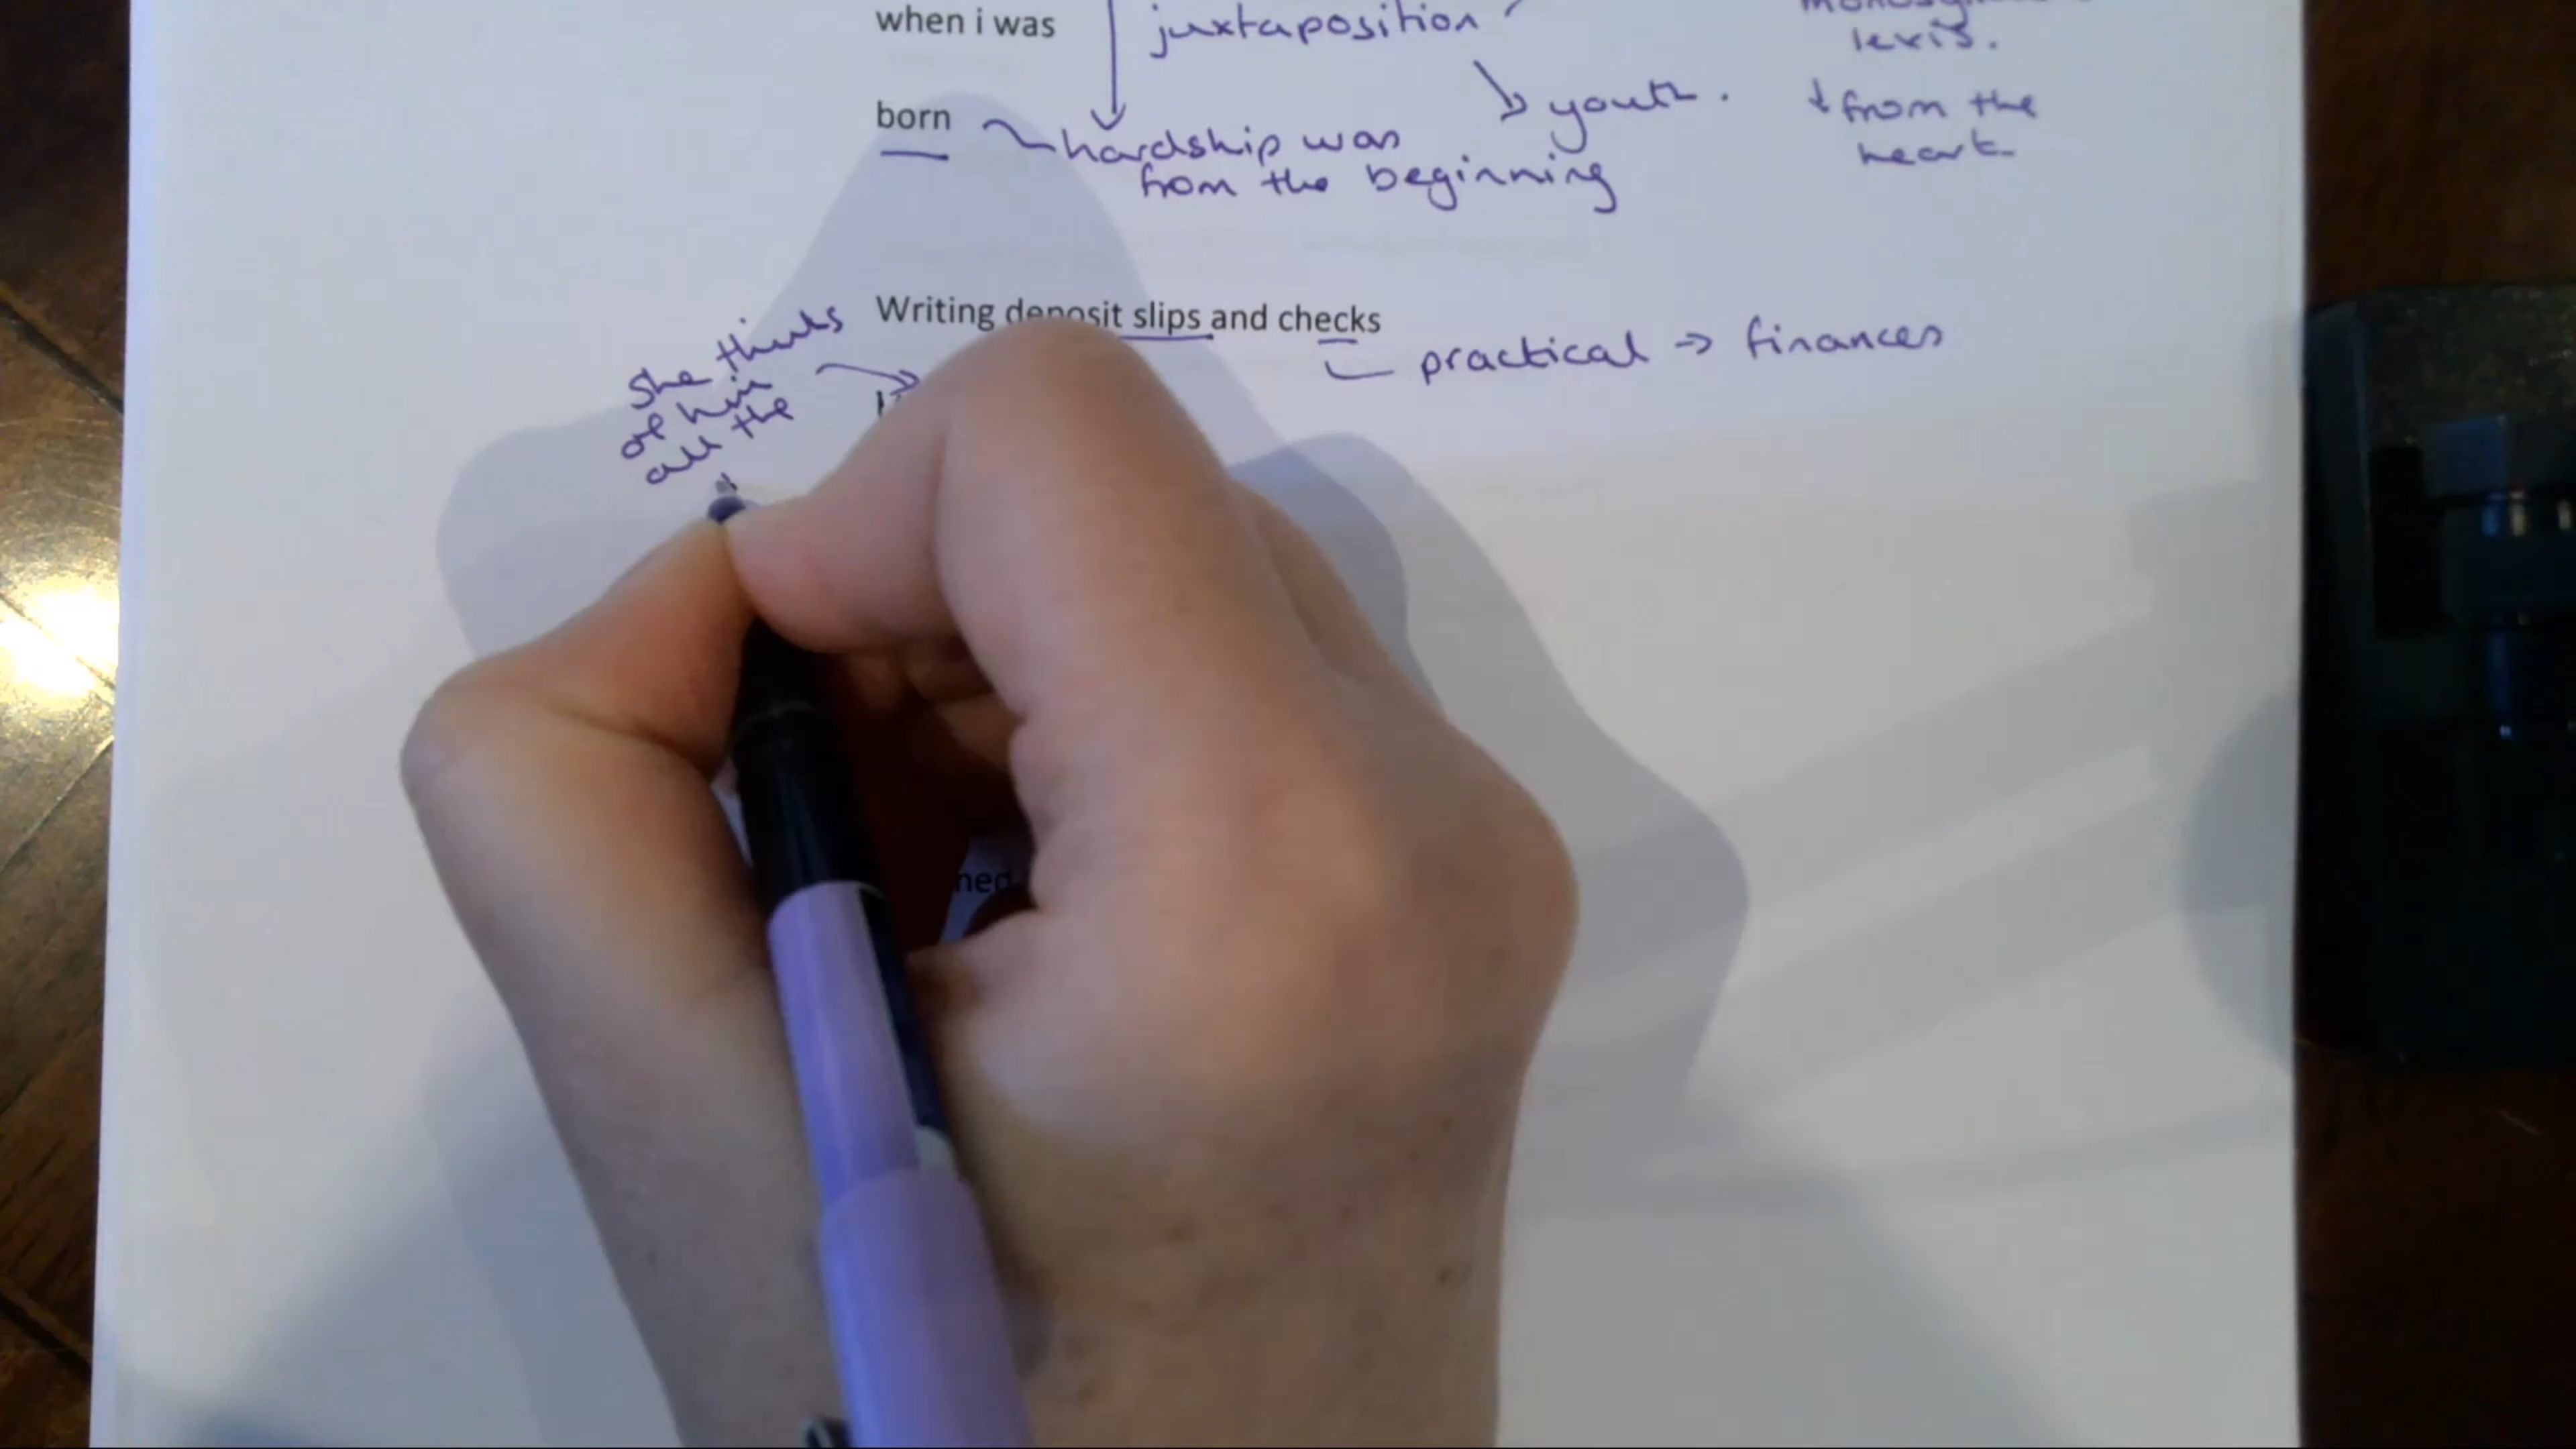 when i was
juxtaposition
lexis.
born
youth.
↓ from the
heart.
hardship was
from the beginning
Writing deposit slips and checks
practical → finances
She thinks
of him
all the